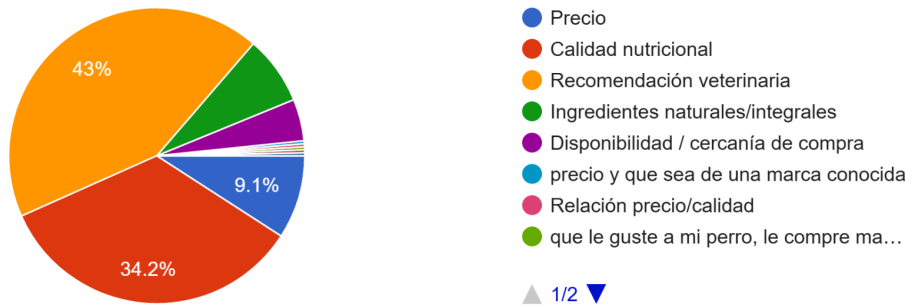 43%
34.2%
9.1%
Precio
Calidad nutricional
Recomendación veterinaria
Ingredientes naturales/integrales
Disponibilidad / cercanía de compra
precio y que sea de una marca conocida
Relación precio/calidad
que le guste a mi perro, le compre ma…
1/2